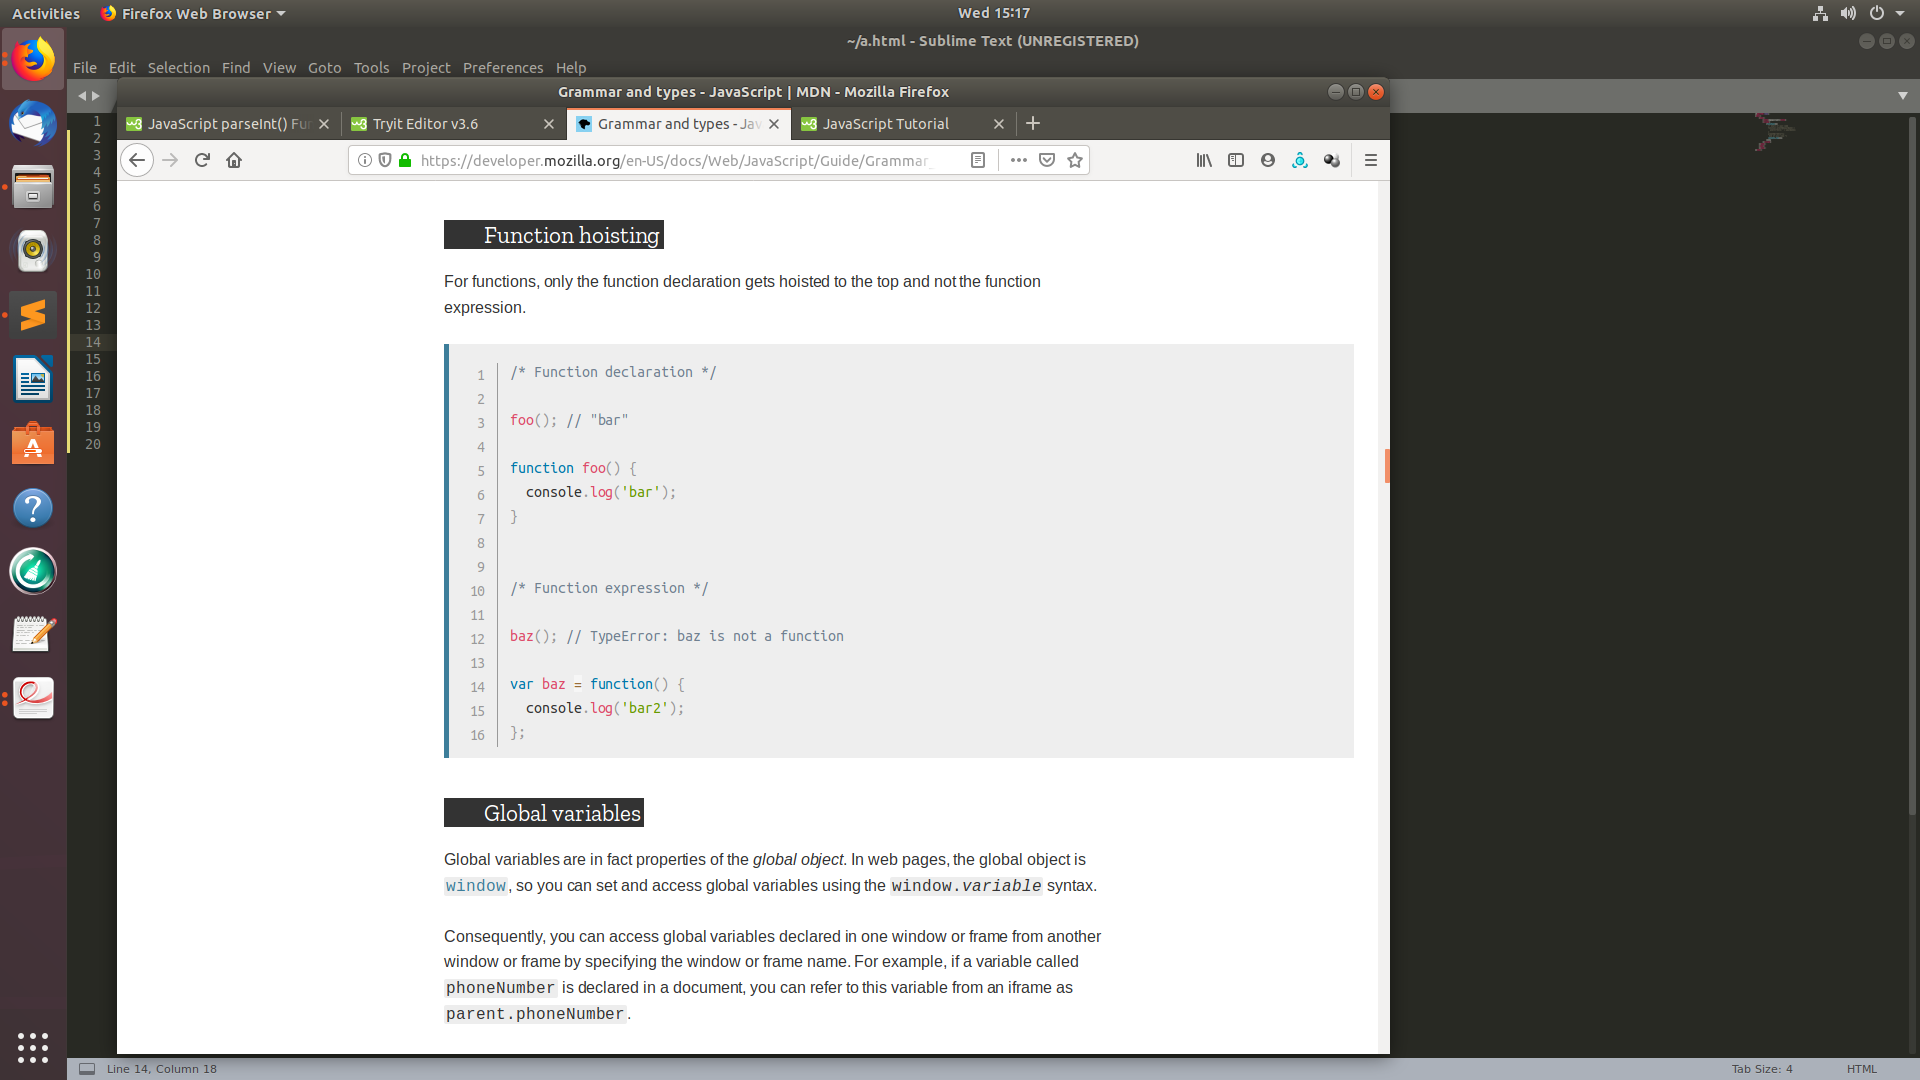 Activities Firefox Web Browser Wed 15:17
~/a.html - Sublime Text (UNREGISTERED)
File Edit Selection Find View Goto Tools Project Preferences Help
Grammar and types - JavaScript | MDN - Mozilla Firefox
JavaScript parseInt() Fu Tryit Editor v3.6 Grammar and types - Jav JavaScript Tutorial
https://developer.mozilla.org/en-US/docs/Web/JavaScript/Guide/Grammar_
1
2
3
4
5
6
7
8
9
10
11
12
13
14
15
16
17
18
19
20
Function hoisting
For functions, only the function declaration gets hoisted to the top and not the function
expression.
1 /* Function declaration */
2
3 foo(); // "bar"
4
5 function foo() {
6 console.log('bar');
7 }
8
9
10 /* Function expression */
11
12 baz(); // TypeError: baz is not a function
13
14 var baz = function() {
15 console.log('bar2');
16 };
Global variables
Global variables are in fact properties of the global object. In web pages, the global object is
window, so you can set and access global variables using the window.variable syntax.
Consequently, you can access global variables declared in one window or frame from another
window or frame by specifying the window or frame name. For example, if a variable called
phoneNumber is declared in a document, you can refer to this variable from an iframe as
parent.phoneNumber.
Line 14, Column 18 Tab Size: 4 HTML